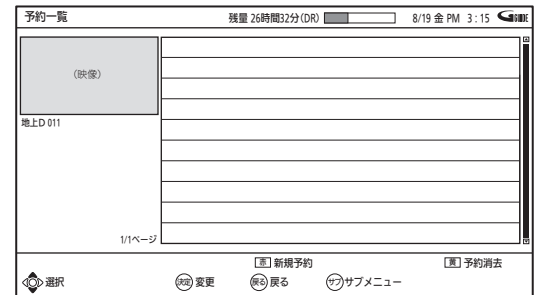 予約一覧 残量 26時間32分(DR) 8/19 金 PM 3:15 G GUIDE
(映像)
地上D 011
1/1ページ
赤 新規予約 黄 予約消去
選択 決定 変更 戻る 戻る サブ サブメニュー